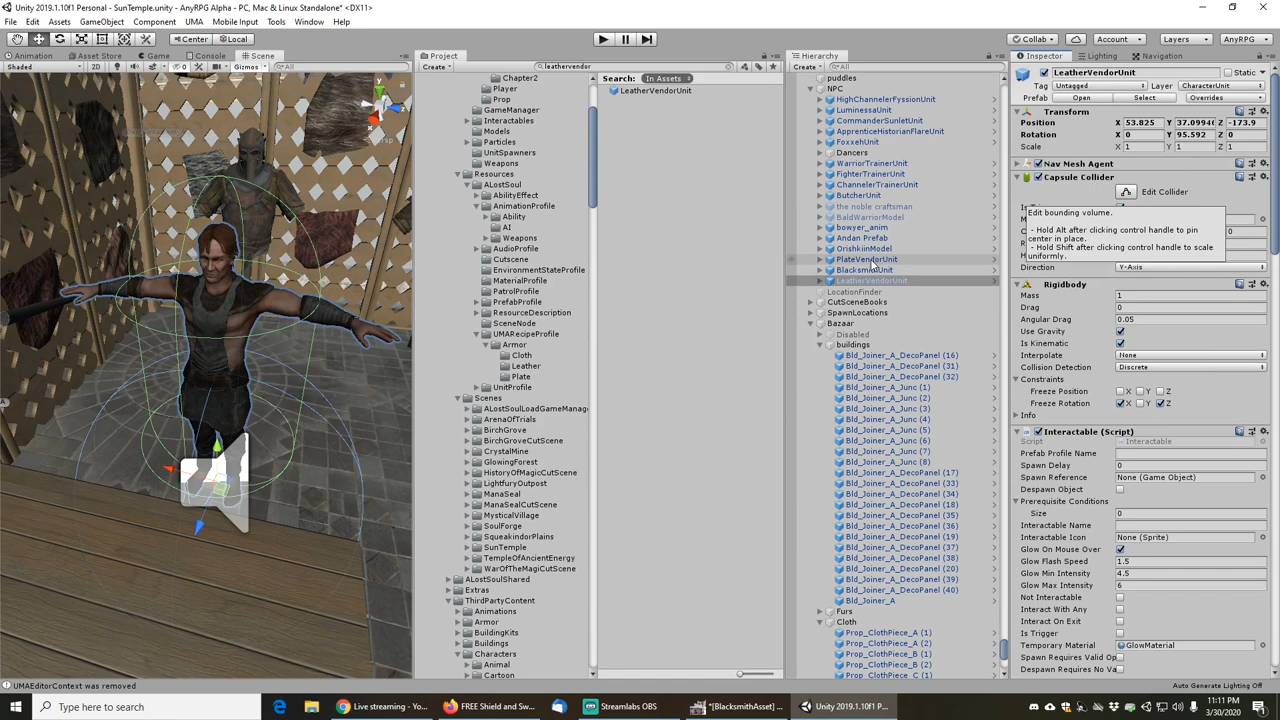 Unity 2019.1.10f1 Personal - SunTemple.unity - AnyRPG Alpha - PC, Mac & Linux Standalone* <DX11>
File Edit Assets GameObject Component UMA Mobile Input Tools Window Help
Center Local Collab Account Layers AnyRPG
Animation Asset Store Game Console Scene
Shaded 2D Gizmos All
Project
Create leathervendor
Chapter2
Player
Prop
GameManager
Interactables
Models
Particles
UnitSpawners
Weapons
Resources
ALostSoul
AbilityEffect
AnimationProfile
Ability
AI
Weapons
AudioProfile
Cutscene
EnvironmentStateProfile
MaterialProfile
PatrolProfile
PrefabProfile
ResourceDescription
SceneNode
UMARecipeProfile
Armor
Cloth
Leather
Plate
UnitProfile
Scenes
ALostSoulLoadGameManag
ArenaOfTrials
BirchGrove
BirchGroveCutScene
CrystalMine
GlowingForest
HistoryOfMagicCutScene
LightfuryOutpost
ManaSeal
ManaSealCutScene
MysticalVillage
SoulForge
SqueakindorPlains
SunTemple
TempleOfAncientEnergy
WarOfTheMagiCutScene
ALostSoulShared
Extras
ThirdPartyContent
Animations
Armor
BuildingKits
Buildings
Characters
Animal
Cartoon
Search: In Assets
LeatherVendorUnit
Hierarchy
Create All
puddles
NPC
HighChannelerFyssionUnit
LuminessaUnit
CommanderSunletUnit
ApprenticeHistorianFlareUnit
FoxxehUnit
Dancers
WarriorTrainerUnit
FighterTrainerUnit
ChannelerTrainerUnit
ButcherUnit
the noble craftsman
BaldWarriorModel
bowyer_anim
Andan Prefab
OrishkiinModel
PlateVendorUnit
BlacksmithUnit
LeatherVendorUnit
LocationFinder
CutSceneBooks
SpawnLocations
Bazaar
Disabled
buildings
Bld_Joiner_A_DecoPanel (16)
Bld_Joiner_A_DecoPanel (31)
Bld_Joiner_A_DecoPanel (32)
Bld_Joiner_A_Junc (1)
Bld_Joiner_A_Junc (2)
Bld_Joiner_A_Junc (3)
Bld_Joiner_A_Junc (4)
Bld_Joiner_A_Junc (5)
Bld_Joiner_A_Junc (6)
Bld_Joiner_A_Junc (7)
Bld_Joiner_A_Junc (8)
Bld_Joiner_A_DecoPanel (17)
Bld_Joiner_A_DecoPanel (33)
Bld_Joiner_A_DecoPanel (34)
Bld_Joiner_A_DecoPanel (18)
Bld_Joiner_A_DecoPanel (35)
Bld_Joiner_A_DecoPanel (36)
Bld_Joiner_A_DecoPanel (19)
Bld_Joiner_A_DecoPanel (37)
Bld_Joiner_A_DecoPanel (38)
Bld_Joiner_A_DecoPanel (20)
Bld_Joiner_A_DecoPanel (39)
Bld_Joiner_A_DecoPanel (40)
Bld_Joiner_A
Furs
Cloth
Prop_ClothPiece_A (1)
Prop_ClothPiece_A (2)
Prop_ClothPiece_B (1)
Prop_ClothPiece_B (2)
Prop_ClothPiece_C (1)
Inspector Lighting Navigation
LeatherVendorUnit Static
Tag Untagged Layer CharacterUnit
Prefab Open Select Overrides
Transform
Position X 53.825 Y 37.09946 Z -173.9
Rotation X 0 Y 95.592 Z 0
Scale X 1 Y 1 Z 1
Nav Mesh Agent
Capsule Collider
Edit Collider
Edit bounding volume.
- Hold Alt after clicking control handle to pin
center in place.
- Hold Shift after clicking control handle to scale
uniformly.
Direction Y-Axis
Rigidbody
Mass 1
Drag 0
Angular Drag 0.05
Use Gravity
Is Kinematic
Interpolate None
Collision Detection Discrete
Constraints
Freeze Position X Y Z
Freeze Rotation X Y Z
Info
Interactable (Script)
Script Interactable
Prefab Profile Name
Spawn Delay 0
Spawn Reference None (Game Object)
Despawn Object
Prerequisite Conditions
Size 0
Interactable Name
Interactable Icon None (Sprite)
Glow On Mouse Over
Glow Flash Speed 1.5
Glow Min Intensity 4.5
Glow Max Intensity 6
Not Interactable
Interact With Any
Interact On Exit
Is Trigger
Temporary Material GlowMaterial
Spawn Requires Valid Op
Despawn Requires No Va
UMAEditorContext was removed
Auto Generate Lighting Off
Type here to search
Live streaming - Yo...
FREE Shield and Sw...
Streamlabs OBS
*[BlacksmithAsset] ...
Unity 2019.1.10f1 P...
11:11 PM
3/30/2020